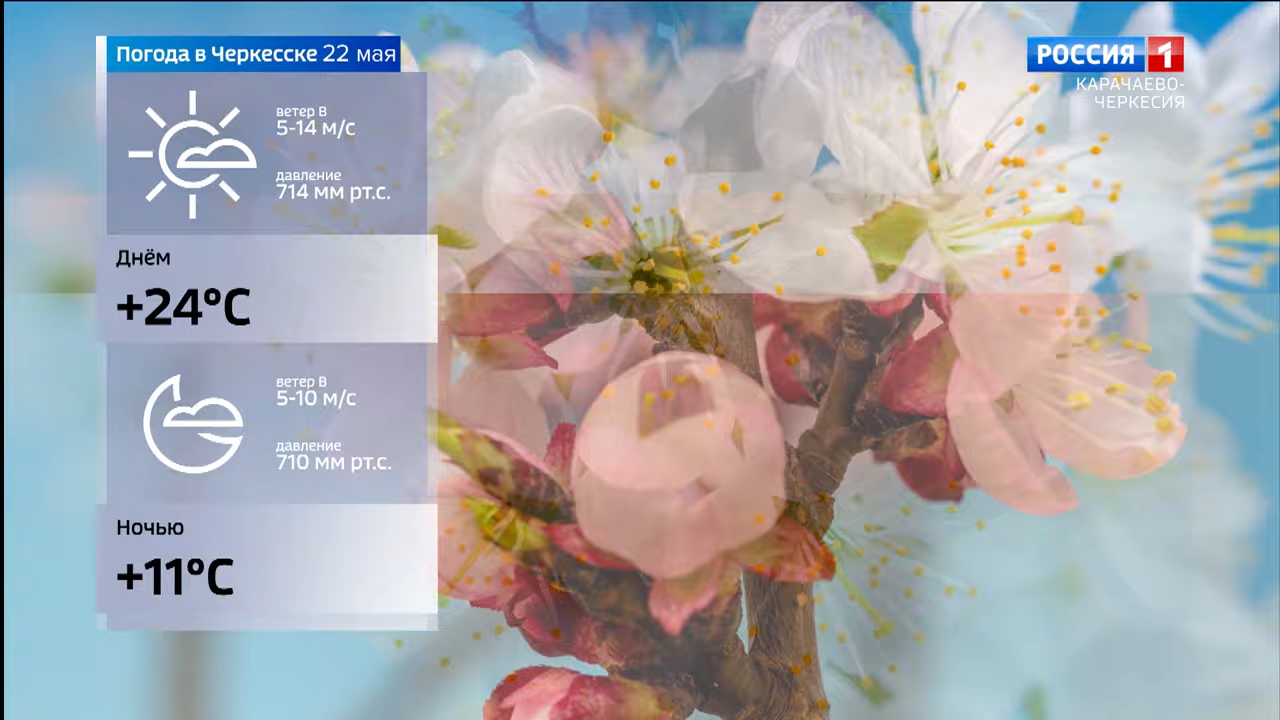 Погода в Черкесске 22 мая
ветер В
5-14 м/с
давление
714 мм рт.с.
Днём
+24°C
ветер В
5-10 м/с
давление
710 мм рт.с.
Ночью
+11°C
РОССИЯ 1
КАРАЧАЕВО-
ЧЕРКЕСИЯ